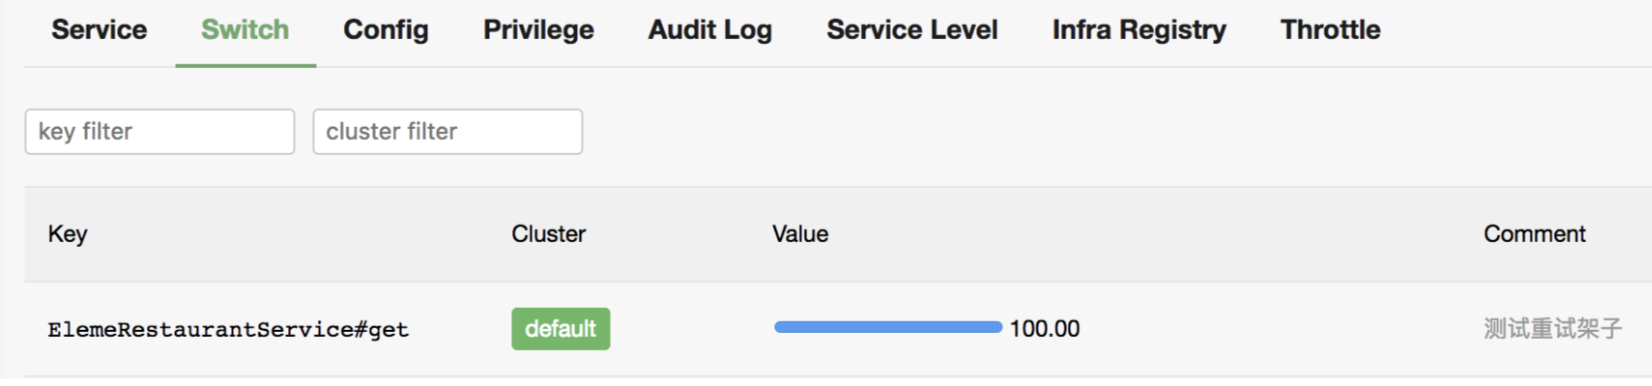 Service Switch Config Privilege Audit Log Service Level Infra Registry Throttle
key filter cluster filter
Key Cluster Value Comment
ElemeRestaurantService#get default 100.00 测试重试架子